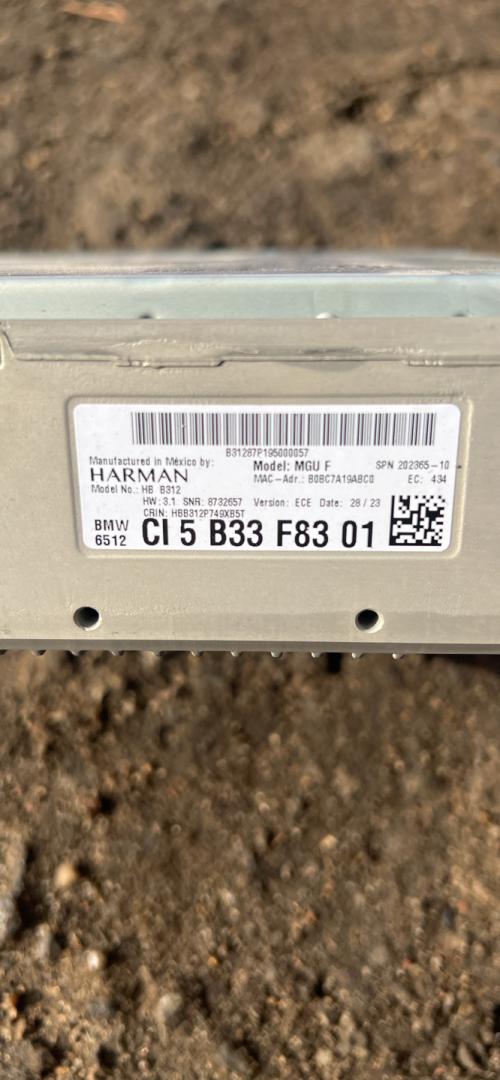 B31287P195000057
Manufactured in México by:
HARMAN
Model: MGU F
SPN 202365-10
MAC-Adr.: B0BC7A19ABC0
EC: 434
Model No.: HB B312
HW: 3.1 SNR: 8732657 Version: ECE Date: 28 / 23
CRIN: HBB312P749XB5T
BMW
6512
CI 5 B33 F83 01